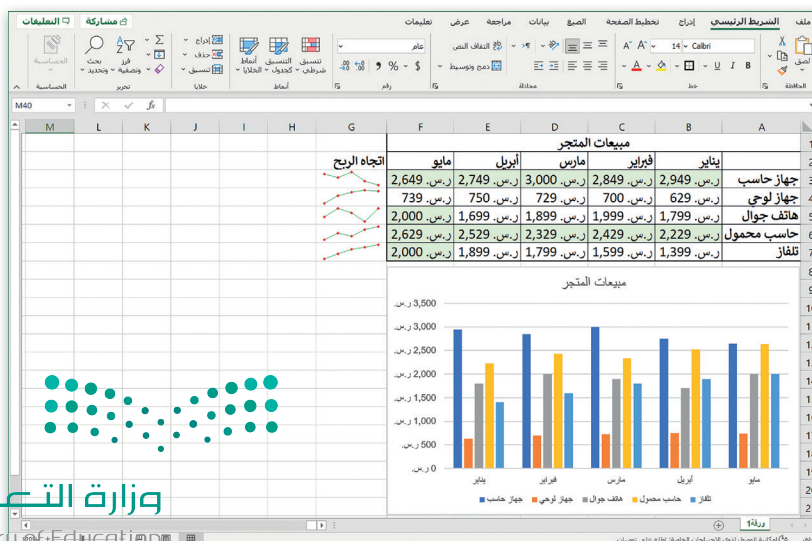 ملف الشريط الرئيسي إدراج تخطيط الصفحة الصيغ بيانات مراجعة عرض تعليمات مشاركة التعليقات
لصق Calibri 14 A A التفاف النص عام تنسيق شرطي التنسيق كجدول أنماط الخلايا إدراج فرز وتصفية بحث وتحديد الحساسية
B I U A دمج وتوسيط $ % حذف
تنسيق
الحافظة خط محاذاة رقم أنماط خلايا تحرير الحساسية
M40 fx
A B C D E F G H I J K L M
مبيعات المتجر
يناير فبراير مارس أبريل مايو اتجاه الربح
جهاز حاسب ر.س. 2,949 ر.س. 2,849 ر.س. 3,000 ر.س. 2,749 ر.س. 2,649
جهاز لوحي ر.س. 629 ر.س. 700 ر.س. 729 ر.س. 750 ر.س. 739
هاتف جوال ر.س. 1,799 ر.س. 1,999 ر.س. 1,899 ر.س. 1,699 ر.س. 2,000
حاسب محمول ر.س. 2,229 ر.س. 2,429 ر.س. 2,329 ر.س. 2,529 ر.س. 2,629
تلفاز ر.س. 1,399 ر.س. 1,599 ر.س. 1,799 ر.س. 1,899 ر.س. 2,000
مبيعات المتجر
3,500 ر.س.
3,000 ر.س.
2,500 ر.س.
2,000 ر.س.
1,500 ر.س.
1,000 ر.س.
500 ر.س.
0 ر.س.
يناير فبراير مارس أبريل مايو
جهاز حاسب جهاز لوحي هاتف جوال حاسب محمول تلفاز
وزارة التـ
ورقة1